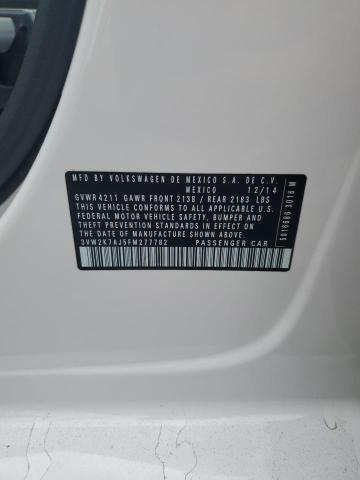 MFD BY VOLKSWAGEN DE MEXICO S.A. DE C.V.
MEXICO 12/14
GVWR 4211 GAWR FRONT 2138 / REAR 2183 LBS
THIS VEHICLE CONFORMS TO ALL APPLICABLE U.S.
FEDERAL MOTOR VEHICLE SAFETY, BUMPER AND
THEFT PREVENTION STANDARDS IN EFFECT ON THE
DATE OF MANUFACTURE SHOWN ABOVE.
3VW2K7AJ5FM277782 PASSENGER CAR
5016686 3016 M